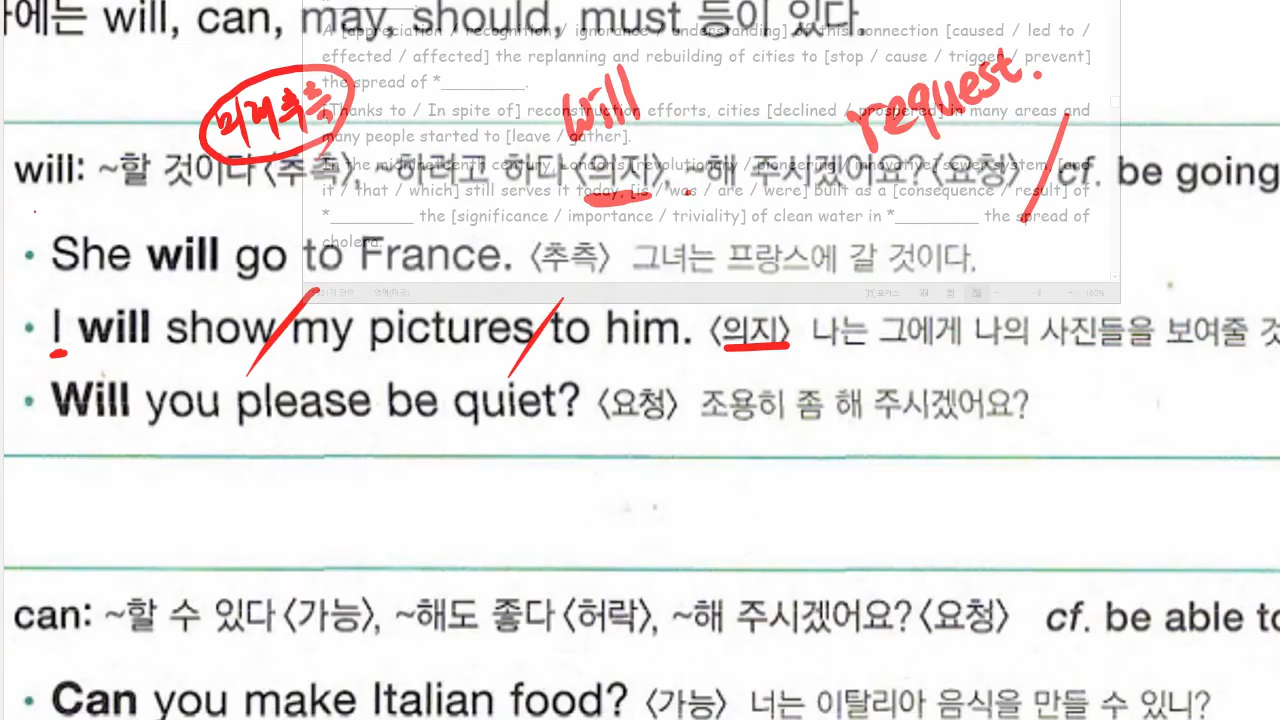 에는 will, can, may, should, must 등이 있다.
A [appreciation / recognition / ignorance / understanding] of this connection [caused / led to /
effected / affected] the replanning and rebuilding of cities to [stop / cause / trigger / prevent]
the spread of *________.
미래추측
will
request.
[Thanks to / In spite of] reconstruction efforts, cities [declined / prospered] in many areas and
many people started to [leave / gather].
will: ~할 것이다〈추측〉, ~하려고 하다〈의지〉, ~해 주시겠어요?〈요청〉 cf. be going
In the mid-nineteenth century, London's revolutionary / pioneering / innovative] sewer system, [and
it / that / which] still serves it today, [is / was / are / were] built as a [consequence / result] of
*________ the [significance / importance / triviality] of clean water in *________ the spread of
cholera.
• She will go to France. 〈추측〉 그녀는 프랑스에 갈 것이다.
• I will show my pictures to him. 〈의지〉 나는 그에게 나의 사진들을 보여줄
• Will you please be quiet? 〈요청〉 조용히 좀 해 주시겠어요?
can: ~할 수 있다〈가능〉, ~해도 좋다〈허락〉, ~해 주시겠어요?〈요청〉 cf. be able to
• Can you make Italian food? 〈가능〉 너는 이탈리아 음식을 만들 수 있니?